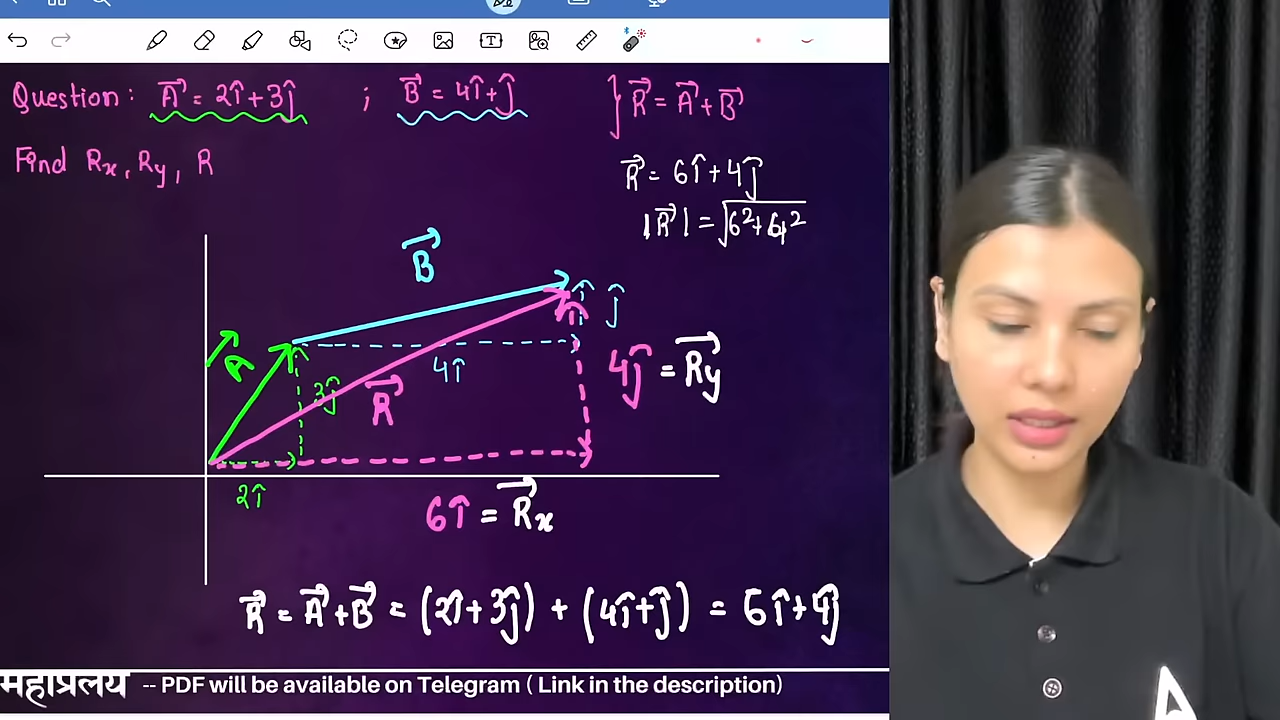 Question: A⃗ = 2î+3ĵ ; B⃗ = 4î+ĵ } R⃗ = A⃗+B⃗
Find Rx, Ry, R
R⃗ = 6î+4ĵ
|R⃗| = √6²+4²
B⃗
ĵ
A⃗
4î
4ĵ = R⃗y
3ĵ
R⃗
2î
6î = R⃗x
R⃗ = A⃗+B⃗ = (2î+3ĵ) + (4î+ĵ) = 6î+4ĵ
महाप्रलय -- PDF will be available on Telegram ( Link in the description)